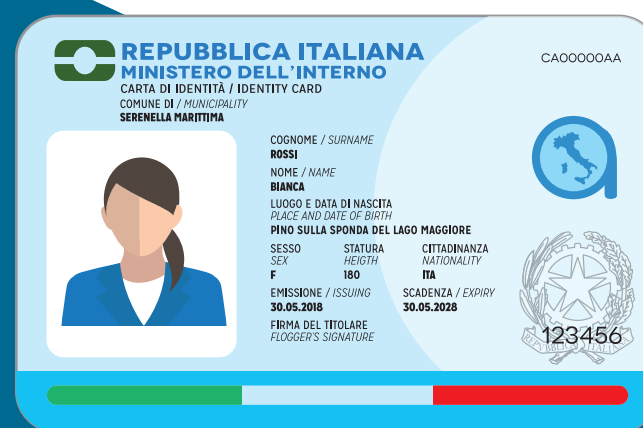 REPUBBLICA ITALIANA
MINISTERO DELL'INTERNO
CARTA DI IDENTITÀ / IDENTITY CARD
COMUNE DI / MUNICIPALITY
SERENELLA MARITTIMA
CA00000AA
COGNOME / SURNAME
ROSSI
NOME / NAME
BIANCA
LUOGO E DATA DI NASCITA
PLACE AND DATE OF BIRTH
PINO SULLA SPONDA DEL LAGO MAGGIORE
SESSO STATURA CITTADINANZA
SEX HEIGTH NATIONALITY
F 180 ITA
EMISSIONE / ISSUING SCADENZA / EXPIRY
30.05.2018 30.05.2028
FIRMA DEL TITOLARE
FLOGGER'S SIGNATURE
123456